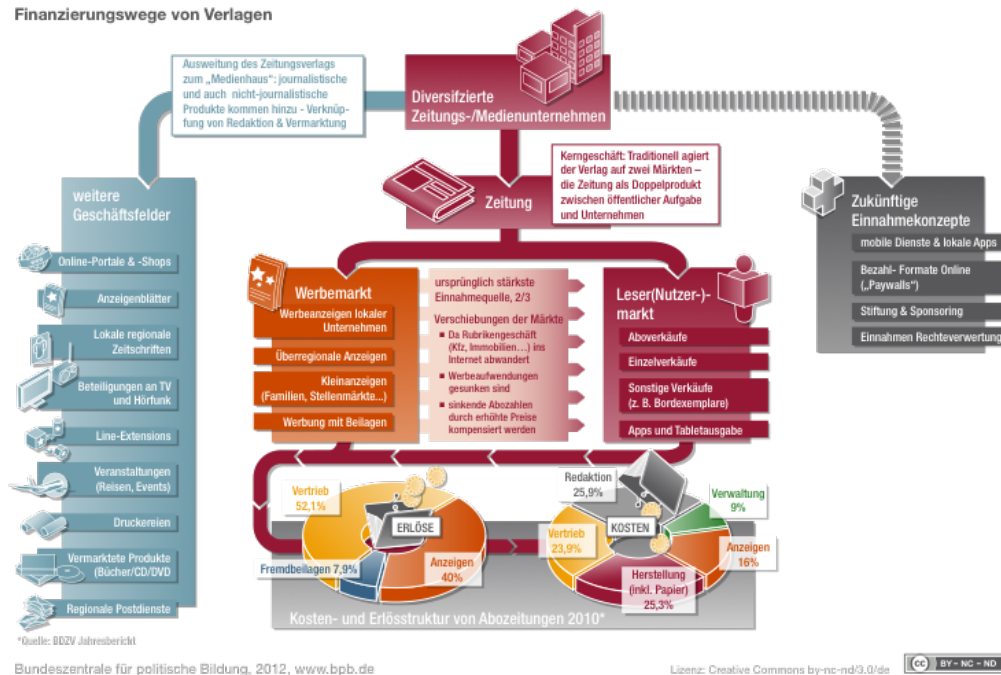 Finanzierungswege von Verlagen
Ausweitung des Zeitungsverlags
zum „Medienhaus“: journalistische
und auch nicht-journalistische
Produkte kommen hinzu - Verknüp-
fung von Redaktion & Vermarktung
Diversifzierte
Zeitungs-/Medienunternehmen
Kerngeschäft: Traditionell agiert
der Verlag auf zwei Märkten –
die Zeitung als Doppelprodukt
zwischen öffentlicher Aufgabe
und Unternehmen
Zeitung
weitere
Geschäftsfelder
Online-Portale & -Shops
Anzeigenblätter
Lokale regionale
Zeitschriften
Beteiligungen an TV
und Hörfunk
Line-Extensions
Veranstaltungen
(Reisen, Events)
Druckereien
Vermarktete Produkte
(Bücher/CD/DVD
Regionale Postdienste
Werbemarkt
Werbeanzeigen lokaler
Unternehmen
Überregionale Anzeigen
Kleinanzeigen
(Familien, Stellenmärkte...)
Werbung mit Beilagen
ursprünglich stärkste
Einnahmequelle, 2/3
Verschiebungen der Märkte
Da Rubrikengeschäft
(Kfz, Immobilien...) ins
Internet abwandert
Werbeaufwendungen
gesunken sind
sinkende Abozahlen
durch erhöhte Preise
kompensiert werden
Leser(Nutzer-)-
markt
Aboverkäufe
Einzelverkäufe
Sonstige Verkäufe
(z. B. Bordexemplare)
Apps und Tabletausgabe
Zukünftige
Einnahmekonzepte
mobile Dienste & lokale Apps
Bezahl- Formate Online
(„Paywalls“)
Stiftung & Sponsoring
Einnahmen Rechteverwertung
Vertrieb
52,1%
ERLÖSE
Fremdbeilagen 7,9%
Anzeigen
40%
Redaktion
25,9%
KOSTEN
Verwaltung
9%
Vertrieb
23,9%
Anzeigen
16%
Herstellung
(inkl. Papier)
25,3%
Kosten- und Erlösstruktur von Abozeitungen 2010*
*Quelle: BDZV Jahresbericht
Bundeszentrale für politische Bildung, 2012, www.bpb.de
Lizenz: Creative Commons by-nc-nd/3.0/de
cc BY - NC - ND